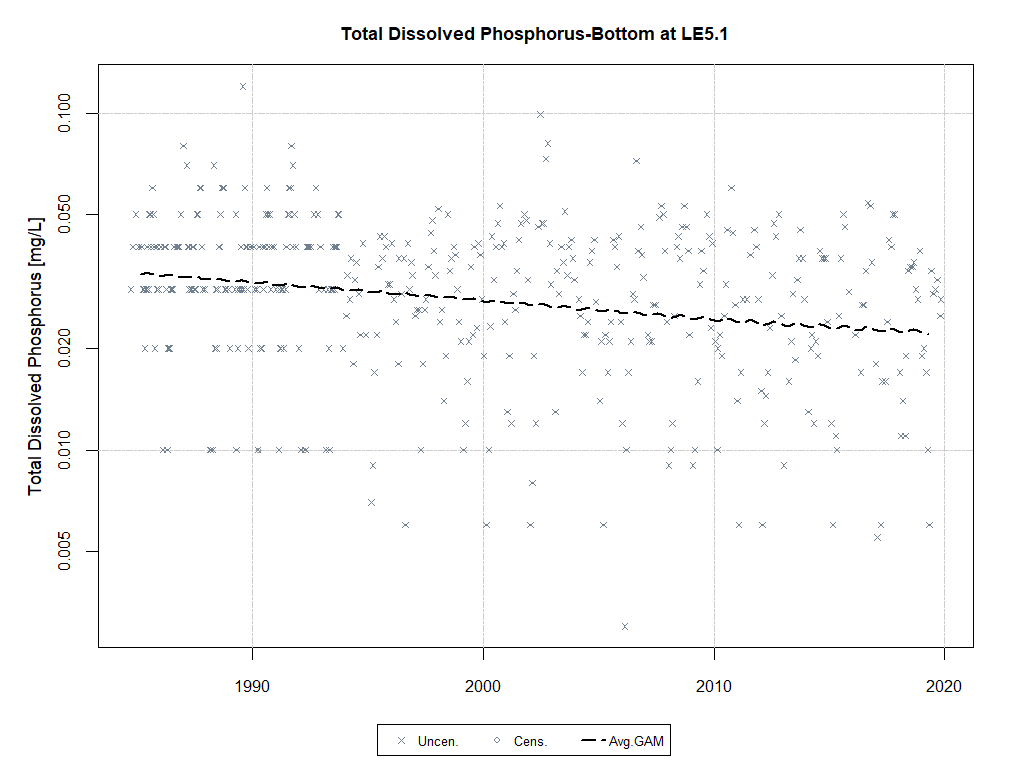 Total Dissolved Phosphorus-Bottom at LE5.1
Total Dissolved Phosphorus [mg/L]
0.100
0.050
0.020
0.010
0.005
1990 2000 2010 2020
Uncen. Cens. Avg.GAM